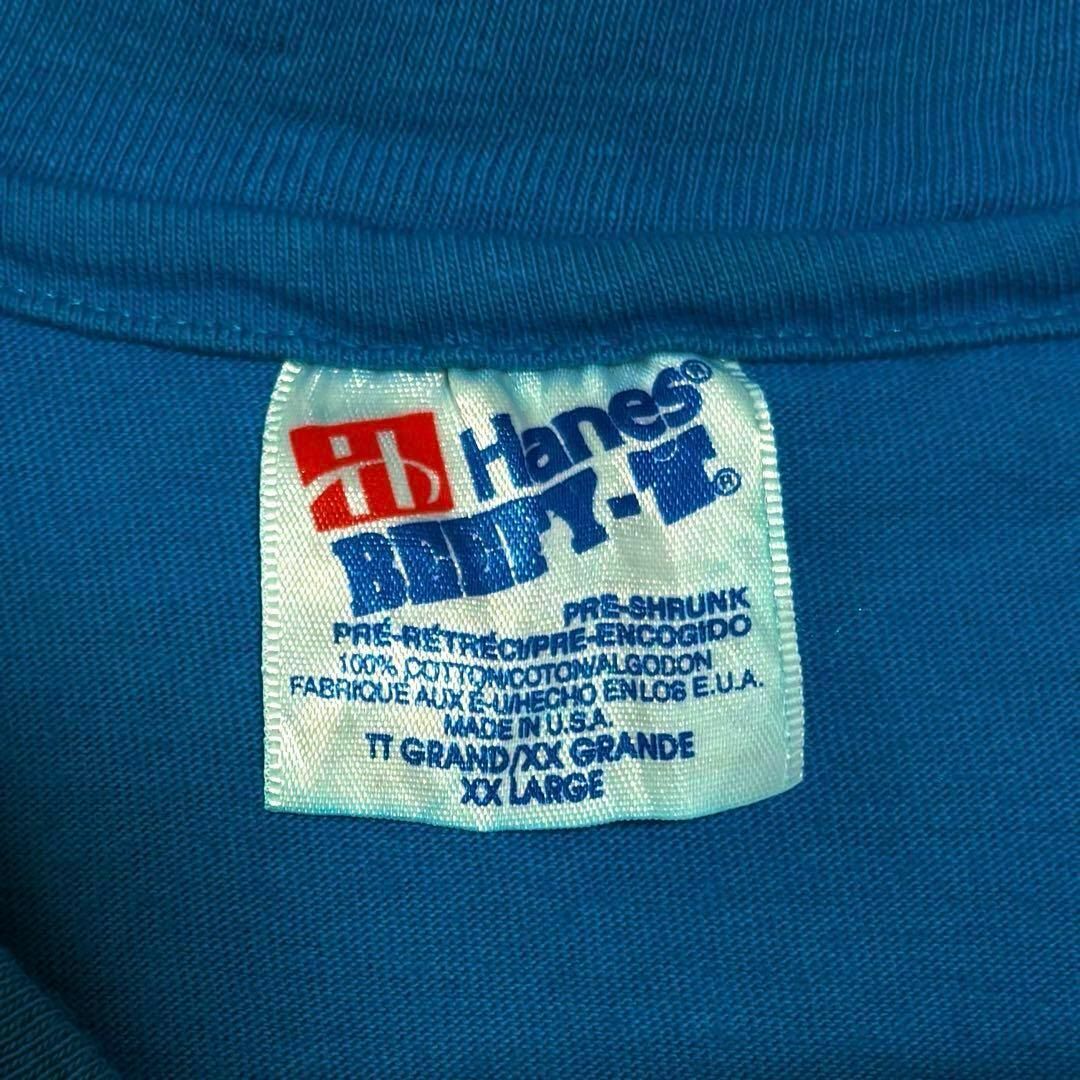 Hanes®
BEEFY-T®
PRE-SHRUNK
PRÉ-RÉTRÉCI/PRE-ENCOGIDO
100% COTTON/COTON/ALGODON
FABRIQUE AUX É-U/HECHO EN LOS E.U.A.
MADE IN U.S.A.
TT GRAND/XX GRANDE
XX LARGE